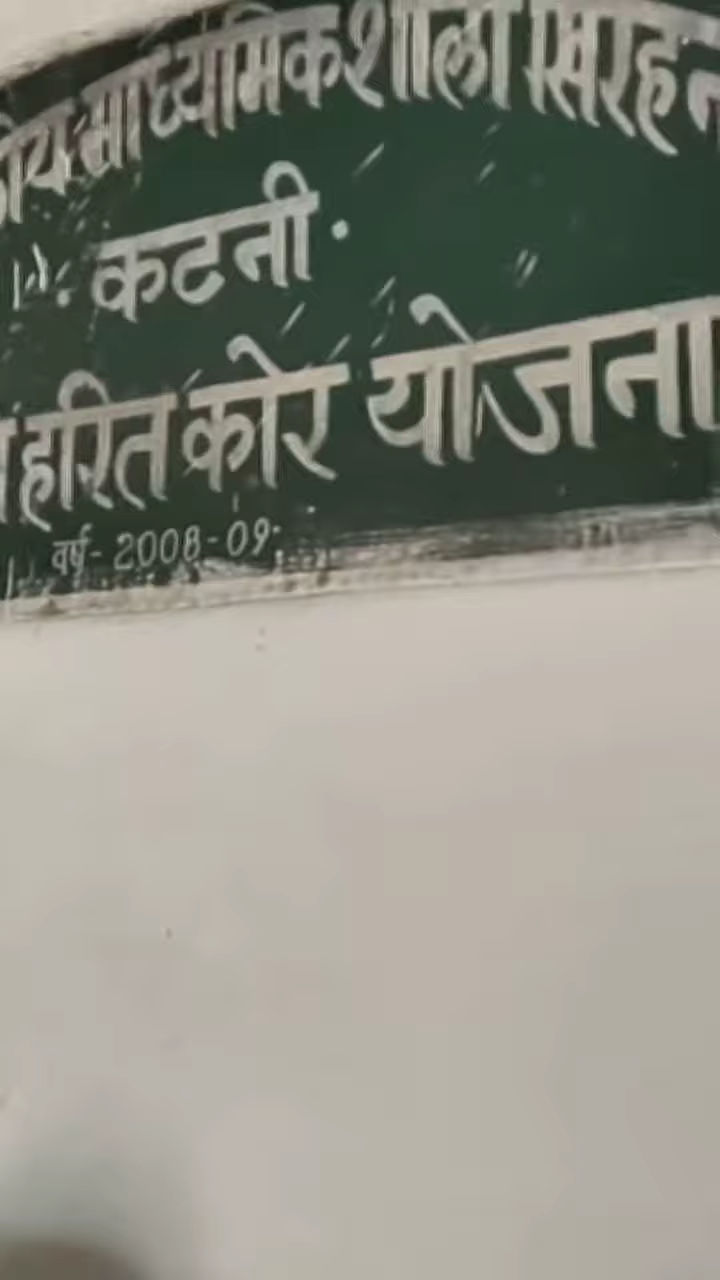 माध्यमिक शाला
कटनी.
हरित कोर योजना
वर्ष- 2008-09